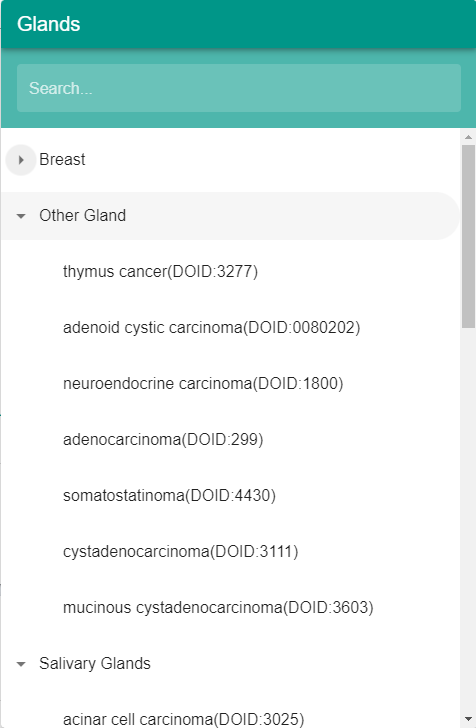 Glands
Search...
Breast
Other Gland
thymus cancer(DOID:3277)
adenoid cystic carcinoma(DOID:0080202)
neuroendocrine carcinoma(DOID:1800)
adenocarcinoma(DOID:299)
somatostatinoma(DOID:4430)
cystadenocarcinoma(DOID:3111)
mucinous cystadenocarcinoma(DOID:3603)
Salivary Glands
acinar cell carcinoma(DOID:3025)